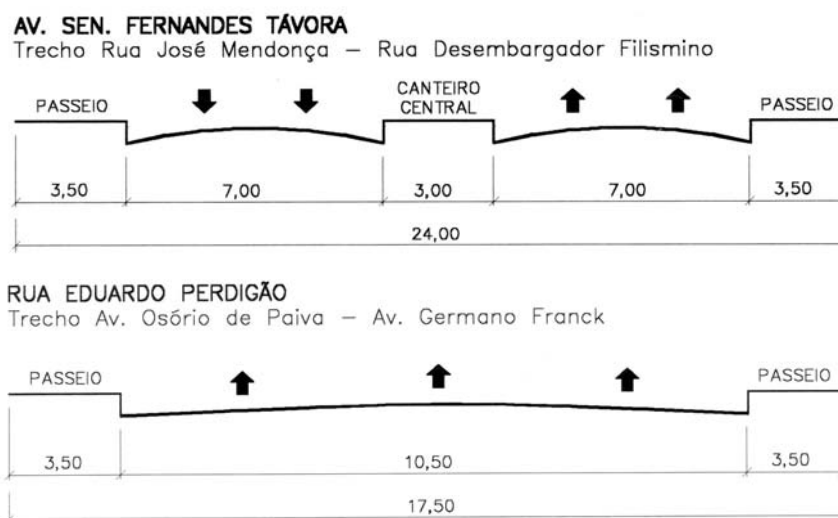 AV. SEN. FERNANDES TÁVORA
Trecho Rua José Mendonça – Rua Desembargador Filismino
PASSEIO
CANTEIRO
CENTRAL
PASSEIO
3,50 7,00 3,00 7,00 3,50
24,00
RUA EDUARDO PERDIGÃO
Trecho Av. Osório de Paiva – Av. Germano Franck
PASSEIO PASSEIO
3,50 10,50 3,50
17,50